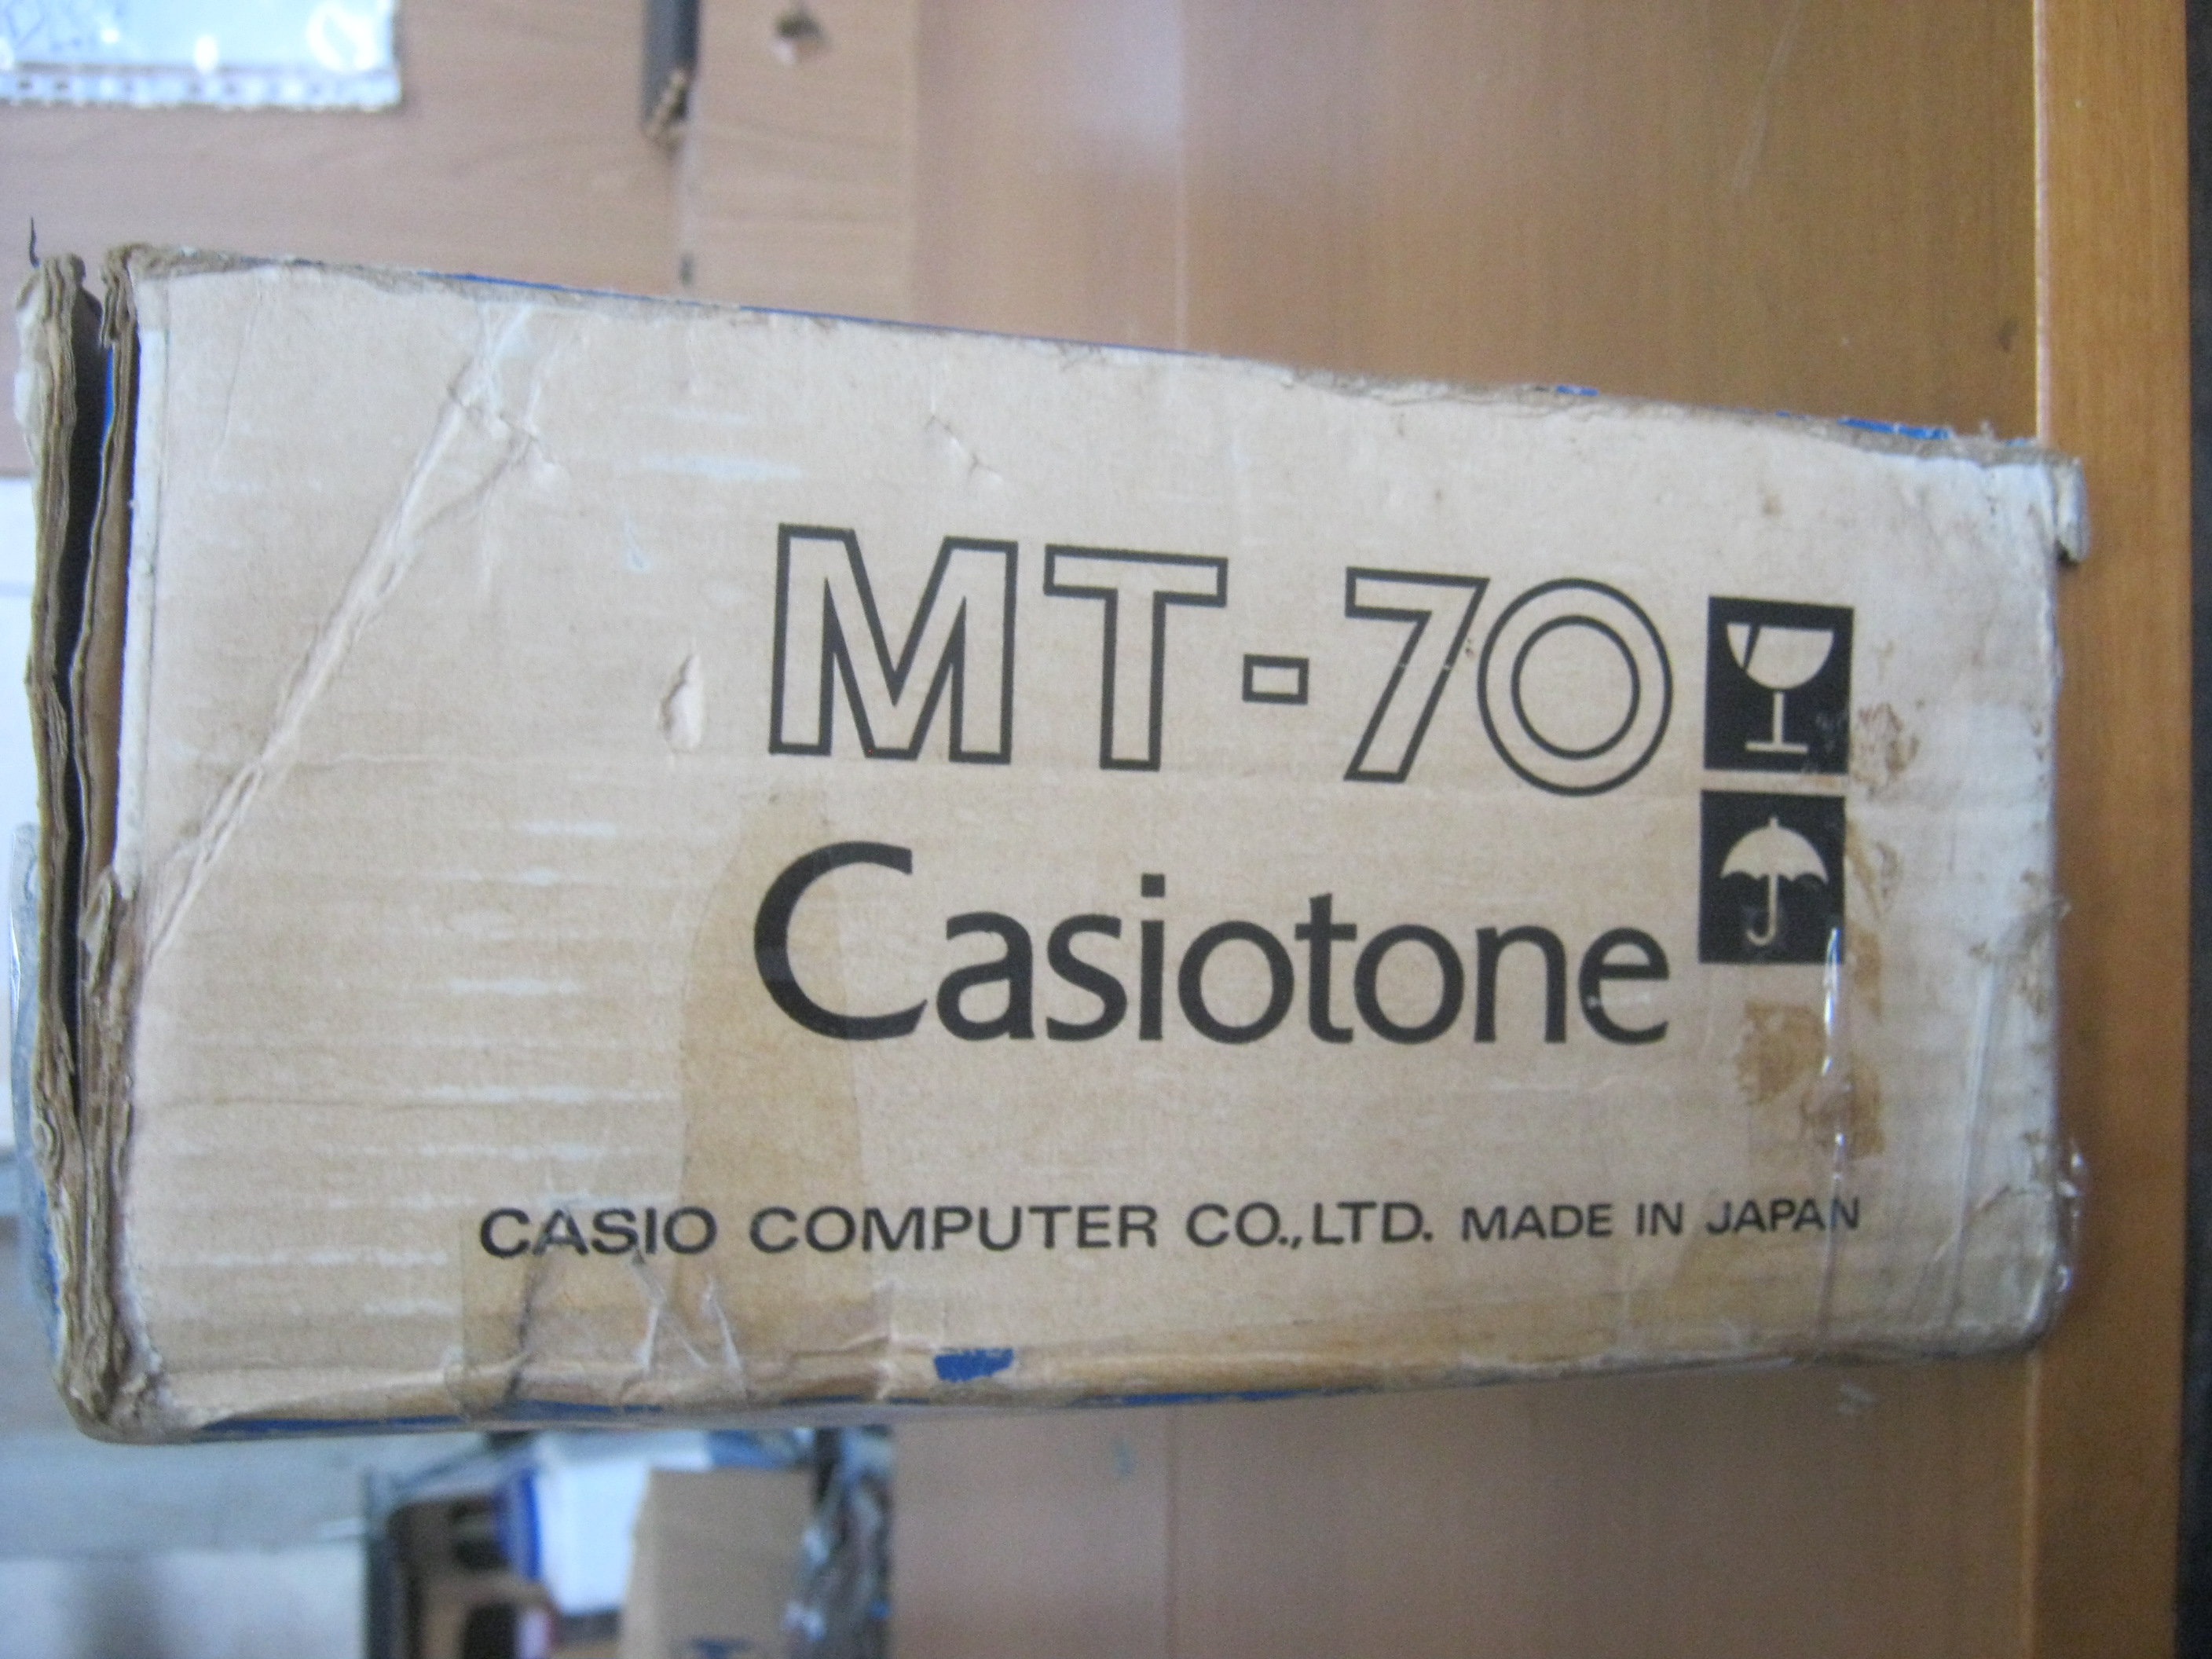 MT-70
Casiotone
CASIO COMPUTER CO.,LTD. MADE IN JAPAN